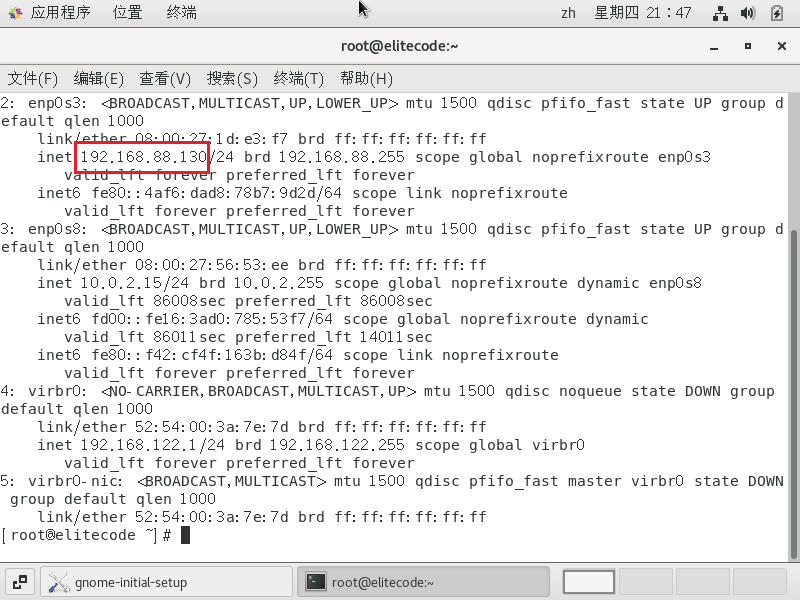 应用程序 位置 终端 zh 星期四 21：47
root@elitecode:~
文件(F) 编辑(E) 查看(V) 搜索(S) 终端(T) 帮助(H)
2: enp0s3: <BROADCAST,MULTICAST,UP,LOWER_UP> mtu 1500 qdisc pfifo_fast state UP group d
efault qlen 1000
link/ether 08:00:27:1d:e3:f7 brd ff:ff:ff:ff:ff:ff
inet 192.168.88.130/24 brd 192.168.88.255 scope global noprefixroute enp0s3
valid_lft forever preferred_lft forever
inet6 fe80::4af6:dad8:78b7:9d2d/64 scope link noprefixroute
valid_lft forever preferred_lft forever
3: enp0s8: <BROADCAST,MULTICAST,UP,LOWER_UP> mtu 1500 qdisc pfifo_fast state UP group d
efault qlen 1000
link/ether 08:00:27:56:53:ee brd ff:ff:ff:ff:ff:ff
inet 10.0.2.15/24 brd 10.0.2.255 scope global noprefixroute dynamic enp0s8
valid_lft 86008sec preferred_lft 86008sec
inet6 fd00::fe16:3ad0:785:53f7/64 scope global noprefixroute dynamic
valid_lft 86011sec preferred_lft 14011sec
inet6 fe80::f42:cf4f:163b:d84f/64 scope link noprefixroute
valid_lft forever preferred_lft forever
4: virbr0: <NO-CARRIER,BROADCAST,MULTICAST,UP> mtu 1500 qdisc noqueue state DOWN group
default qlen 1000
link/ether 52:54:00:3a:7e:7d brd ff:ff:ff:ff:ff:ff
inet 192.168.122.1/24 brd 192.168.122.255 scope global virbr0
valid_lft forever preferred_lft forever
5: virbr0-nic: <BROADCAST,MULTICAST> mtu 1500 qdisc pfifo_fast master virbr0 state DOWN
group default qlen 1000
link/ether 52:54:00:3a:7e:7d brd ff:ff:ff:ff:ff:ff
[root@elitecode ~]#
gnome-initial-setup root@elitecode:~